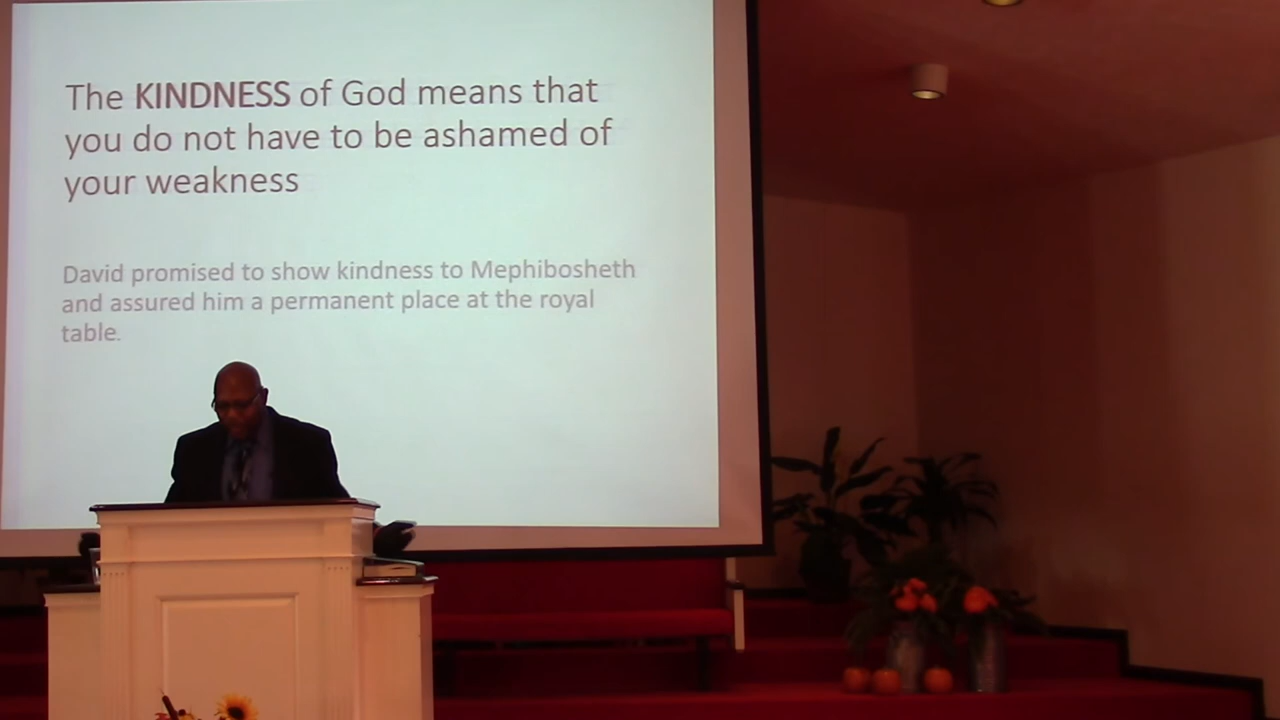 The KINDNESS of God means that
you do not have to be ashamed of
your weakness
David promised to show kindness to Mephibosheth
and assured him a permanent place at the royal
table.